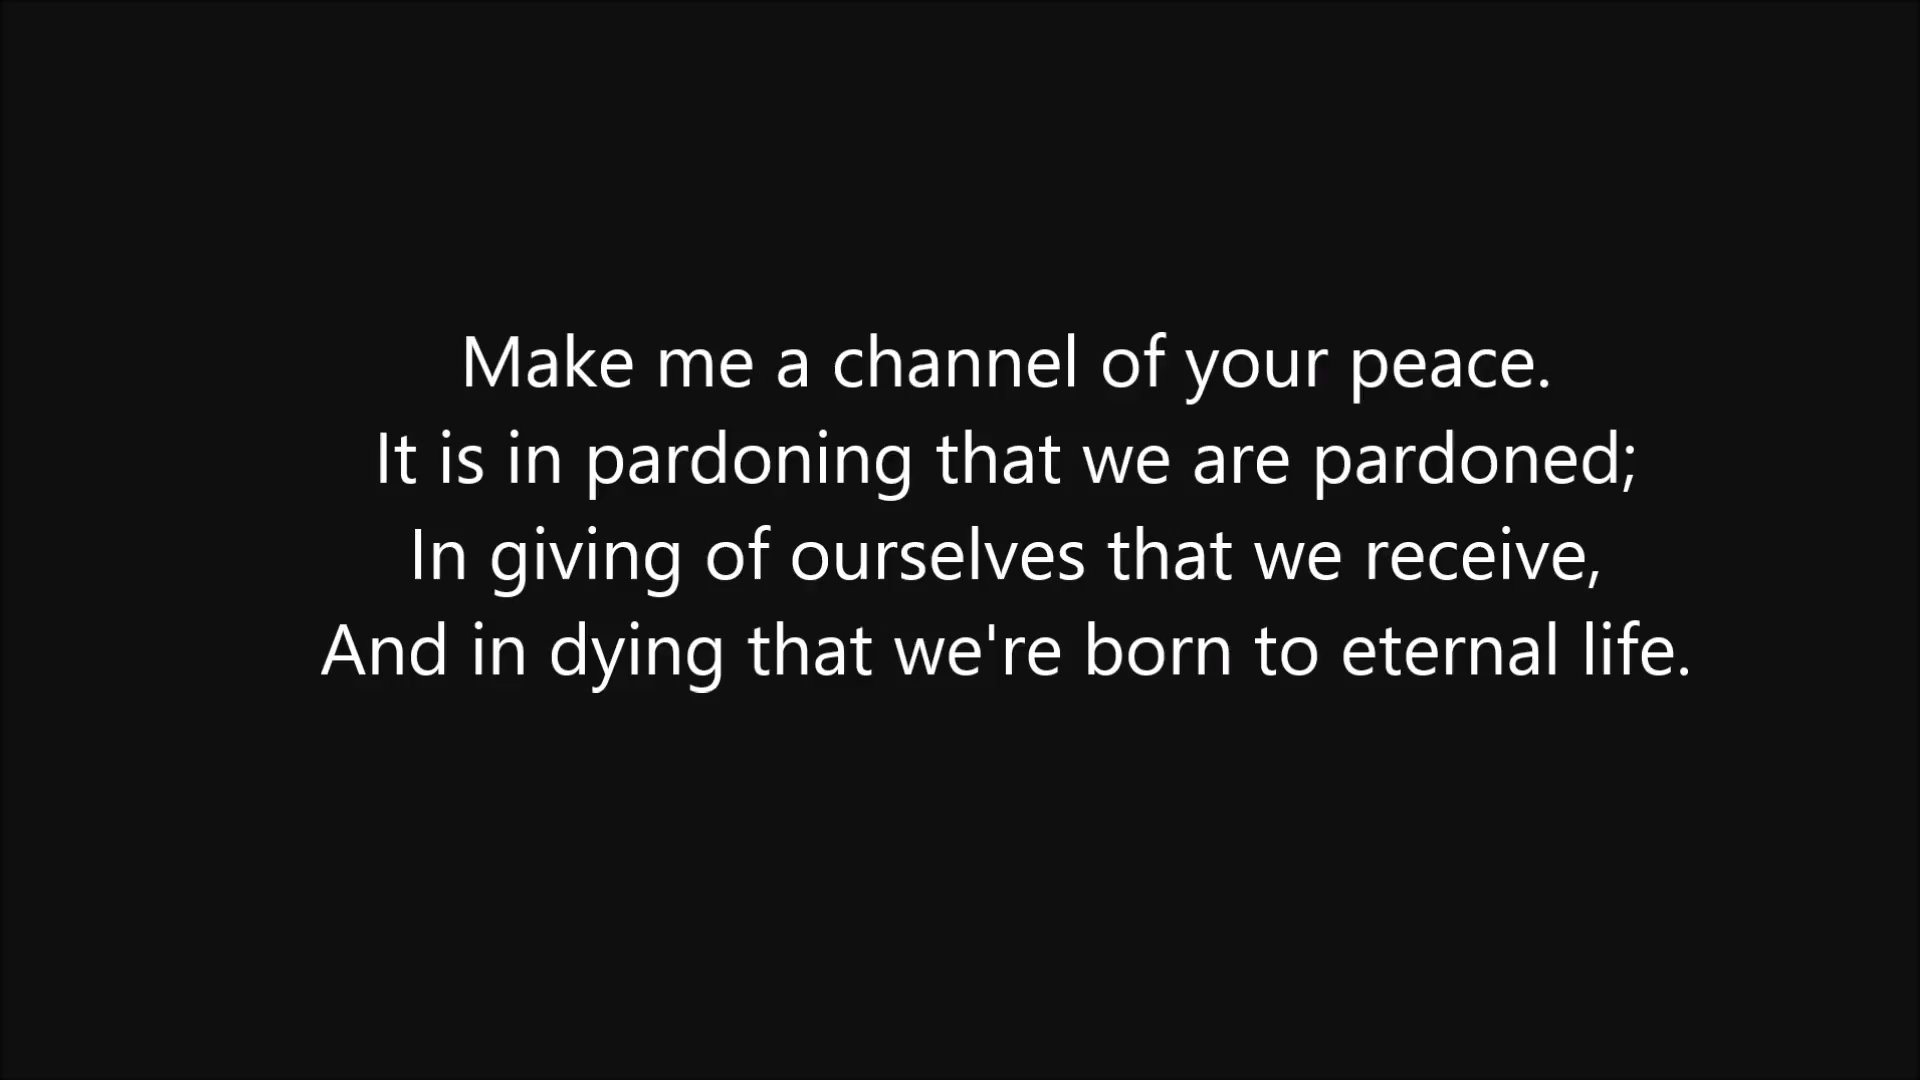 Make me a channel of your peace.
It is in pardoning that we are pardoned;
In giving of ourselves that we receive,
And in dying that we're born to eternal life.